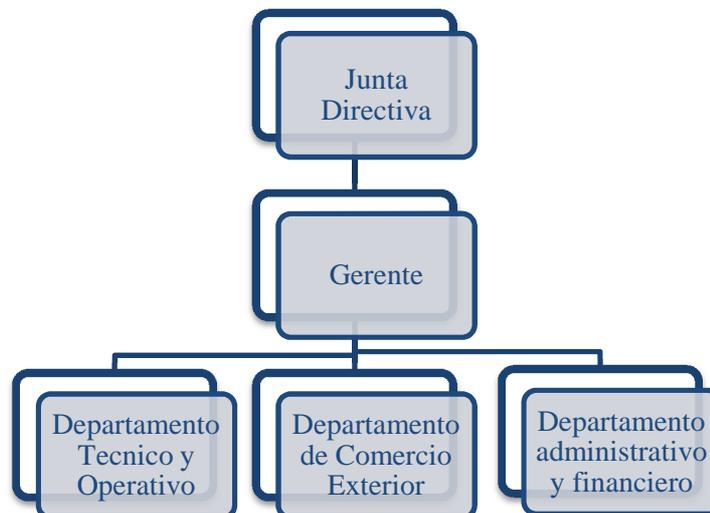 Junta
Directiva
Gerente
Departamento
Tecnico y
Operativo
Departamento
de Comercio
Exterior
Departamento
administrativo
y financiero